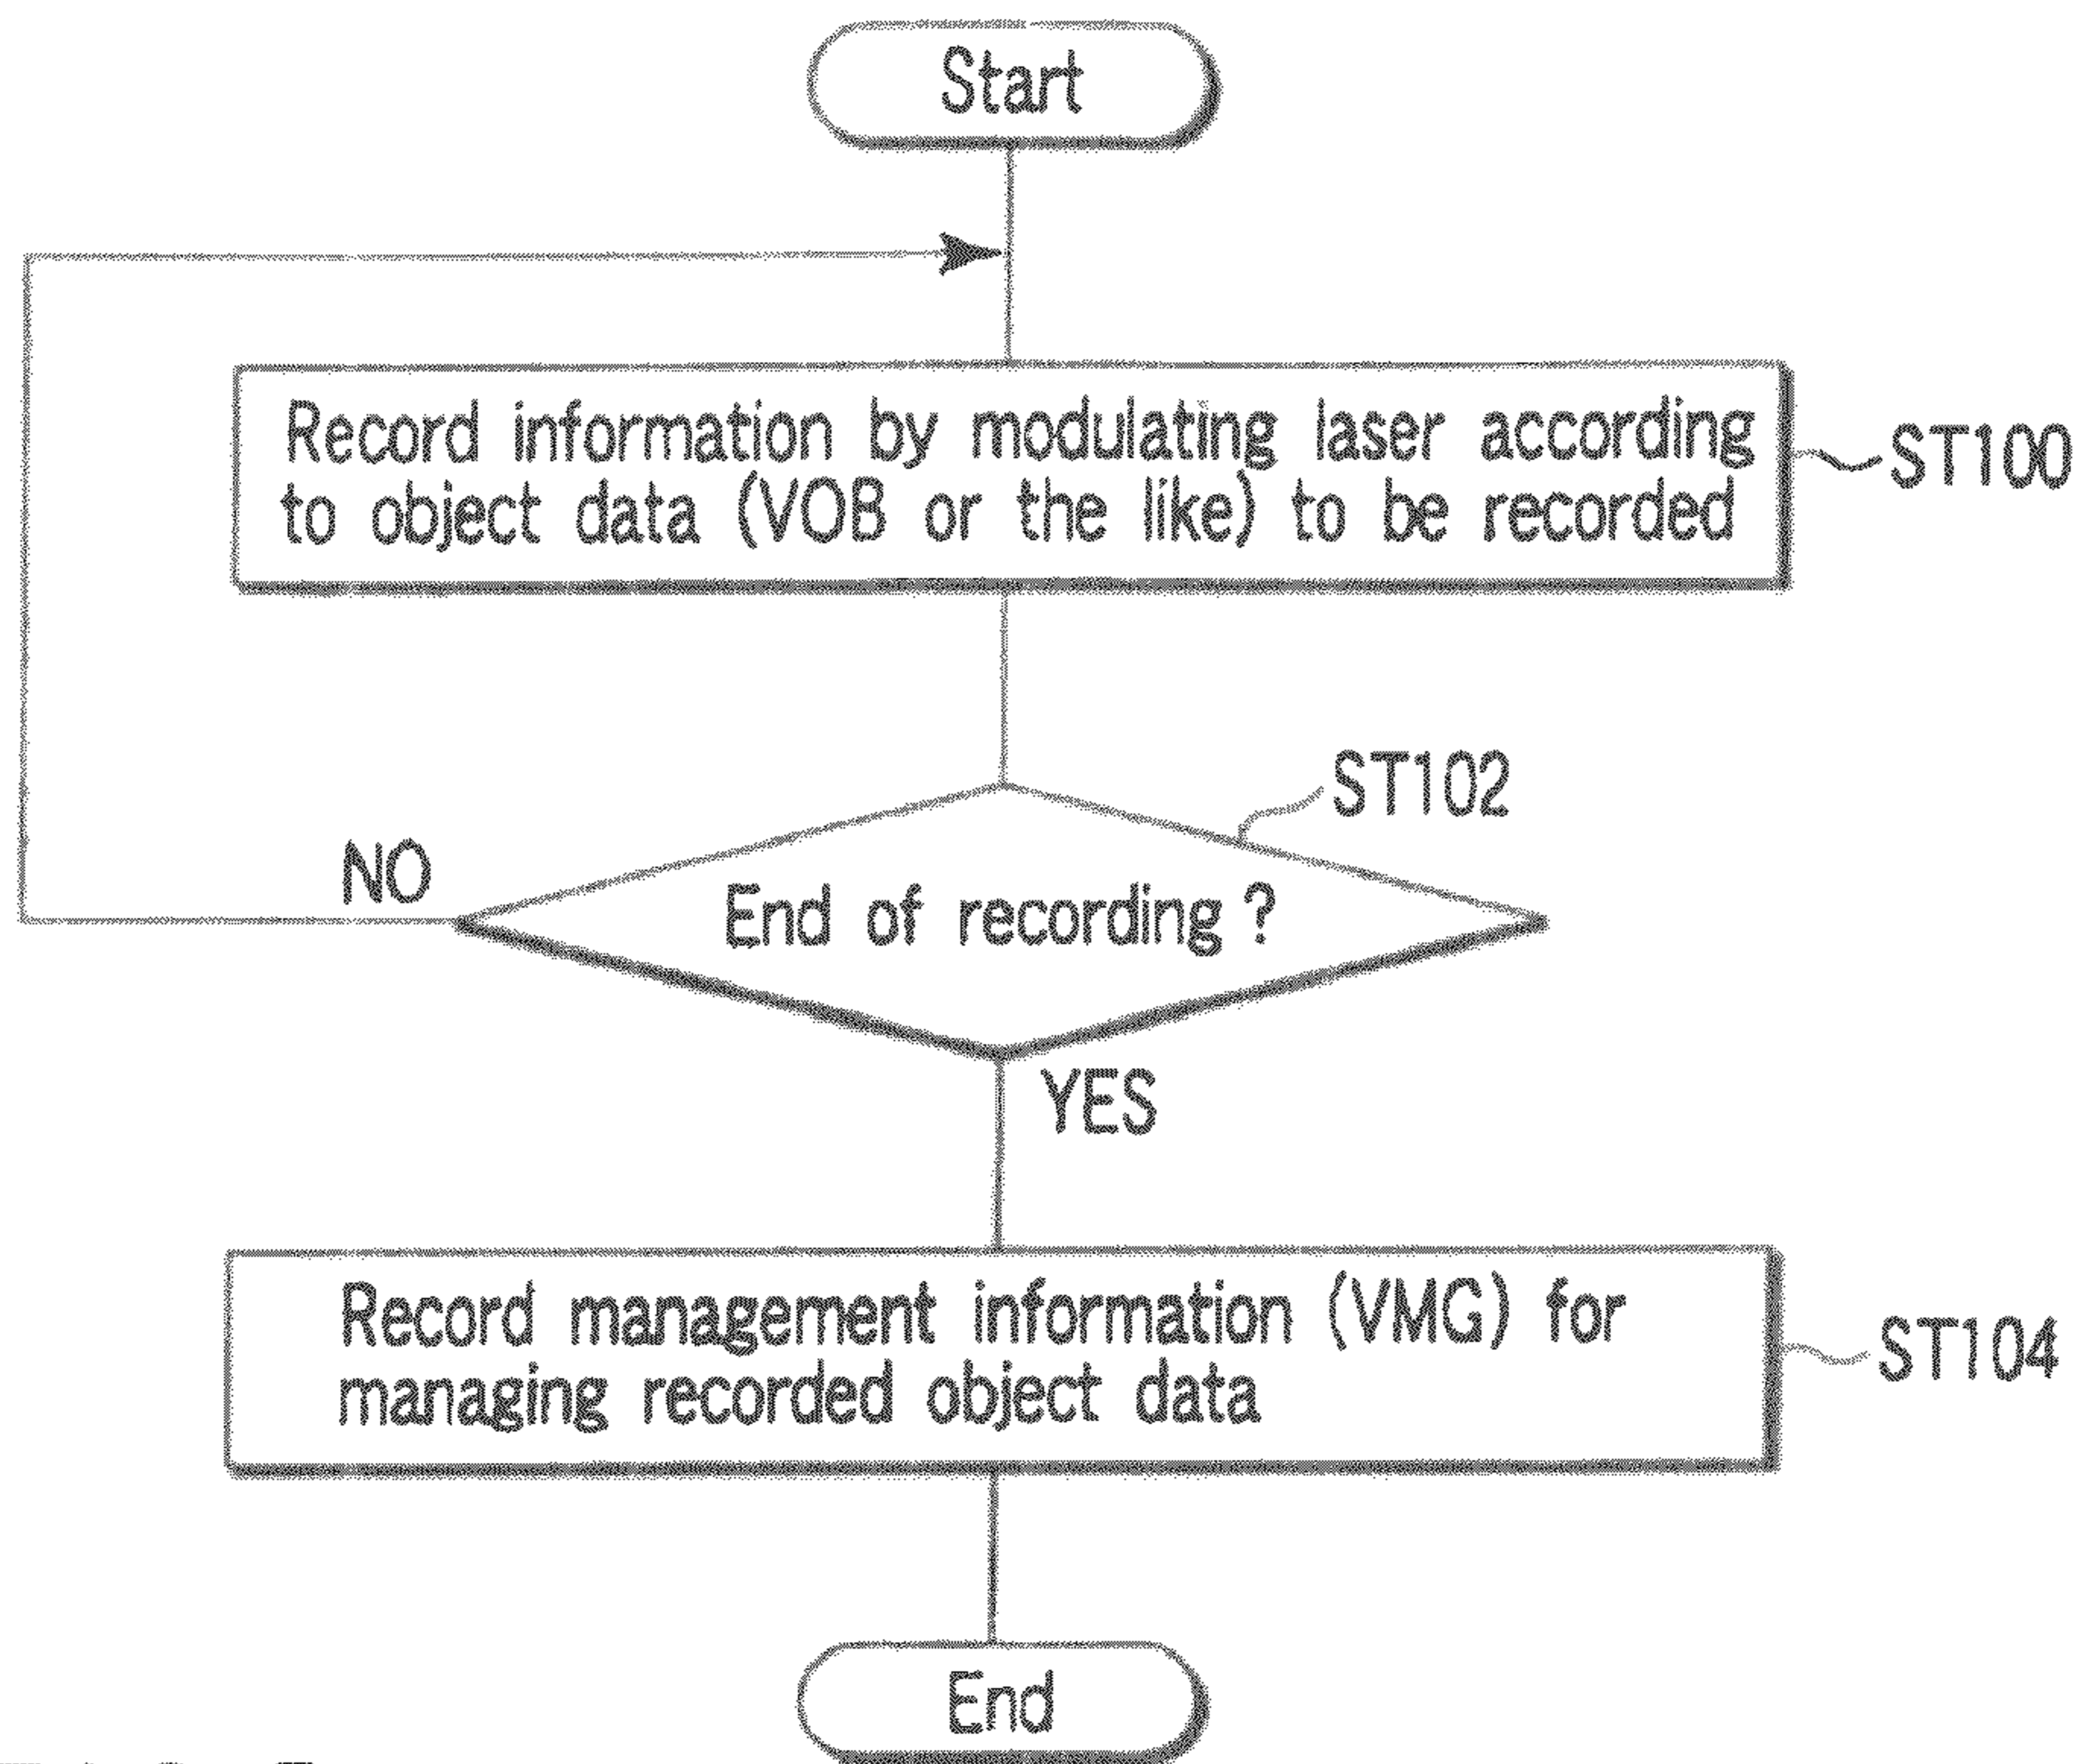 Start
Record information by modulating laser according
to object data (VOB or the like) to be recorded
ST100
ST102
NO
End of recording ?
YES
Record management information (VMG) for
managing recorded object data
ST104
End